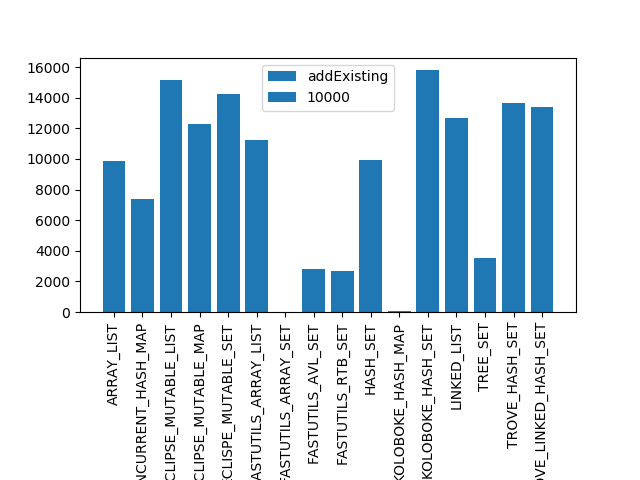 16000
14000
12000
10000
8000
6000
4000
2000
0
addExisting
10000
ARRAY_LIST
NCURRENT_HASH_MAP
CLIPSE_MUTABLE_LIST
CLIPSE_MUTABLE_MAP
CLISPE_MUTABLE_SET
ASTUTILS_ARRAY_LIST
FASTUTILS_ARRAY_SET
FASTUTILS_AVL_SET
FASTUTILS_RTB_SET
HASH_SET
KOLOBOKE_HASH_MAP
KOLOBOKE_HASH_SET
LINKED_LIST
TREE_SET
TROVE_HASH_SET
OVE_LINKED_HASH_SET